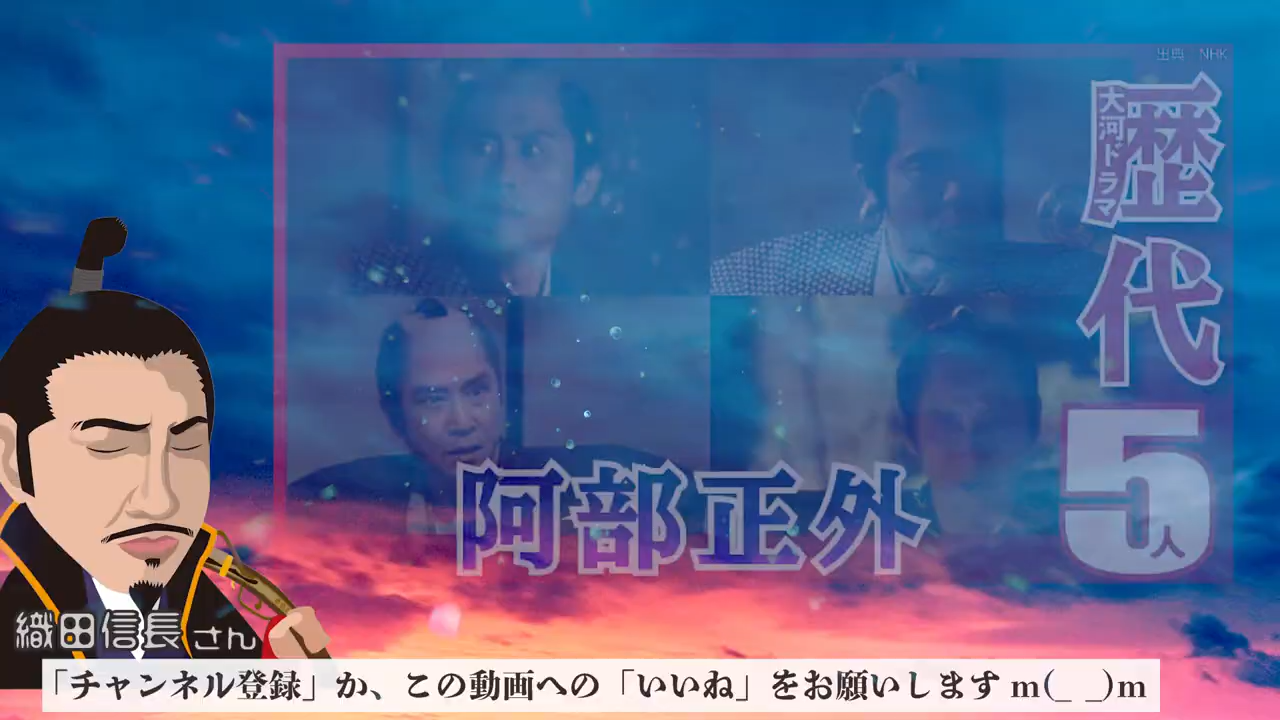 出典 NHK
大河ドラマ
歴代5人
阿部正外
織田信長さん
「チャンネル登録」か、この動画への「いいね」をお願いしますm(_ _)m